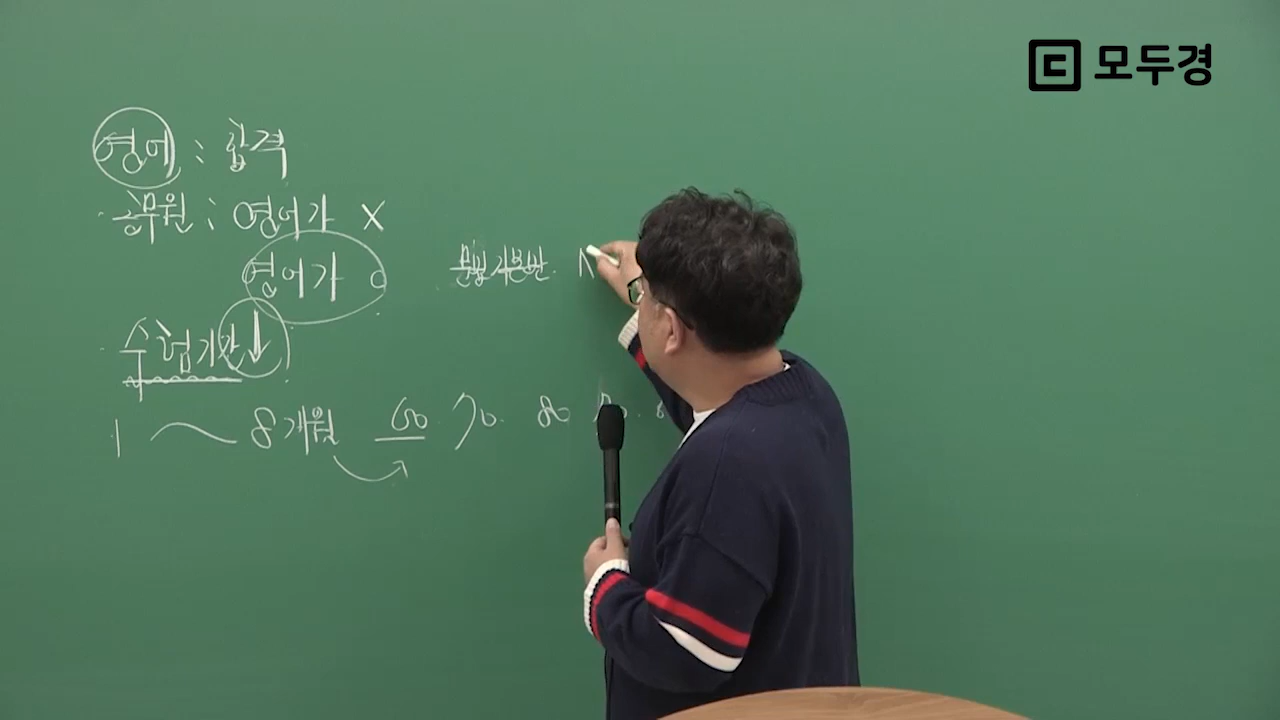 모두경
영어 : 합격
· 공무원 : 영어가 X
영어가 o
· 수험기간 ↓
1 ~ 8개월 60 70. 80
문법 기본반.